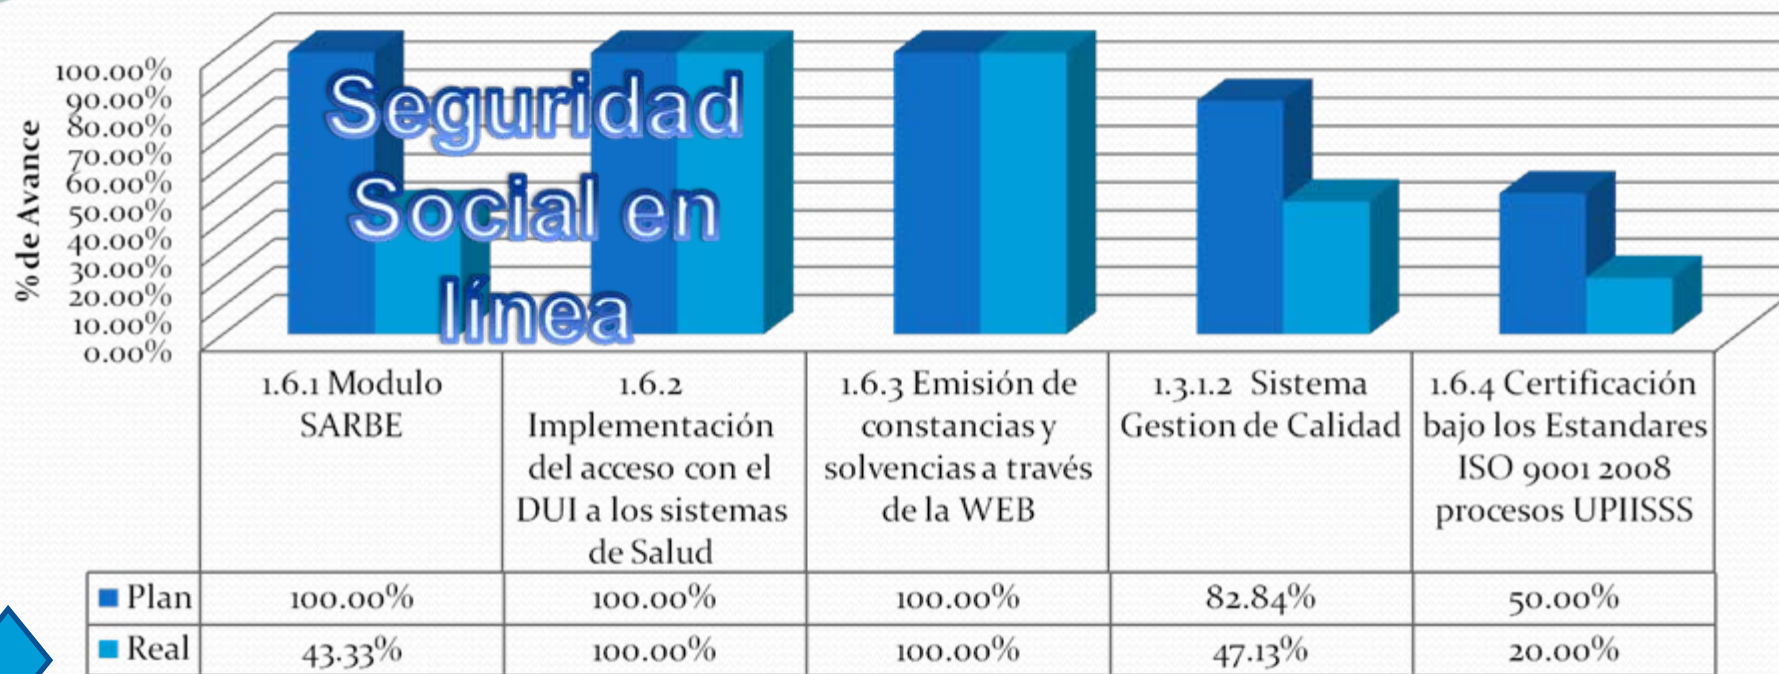 Seguridad
Social en
línea
% de Avance
100.00%
90.00%
80.00%
70.00%
60.00%
50.00%
40.00%
30.00%
20.00%
10.00%
0.00%
1.6.1 Modulo
SARBE
1.6.2
Implementación
del acceso con el
DUI a los sistemas
de Salud
1.6.3 Emisión de
constancias y
solvencias a través
de la WEB
1.3.1.2 Sistema
Gestion de Calidad
1.6.4 Certificación
bajo los Estandares
ISO 9001 2008
procesos UPIISSS
Plan 100.00% 100.00% 100.00% 82.84% 50.00%
Real 43.33% 100.00% 100.00% 47.13% 20.00%